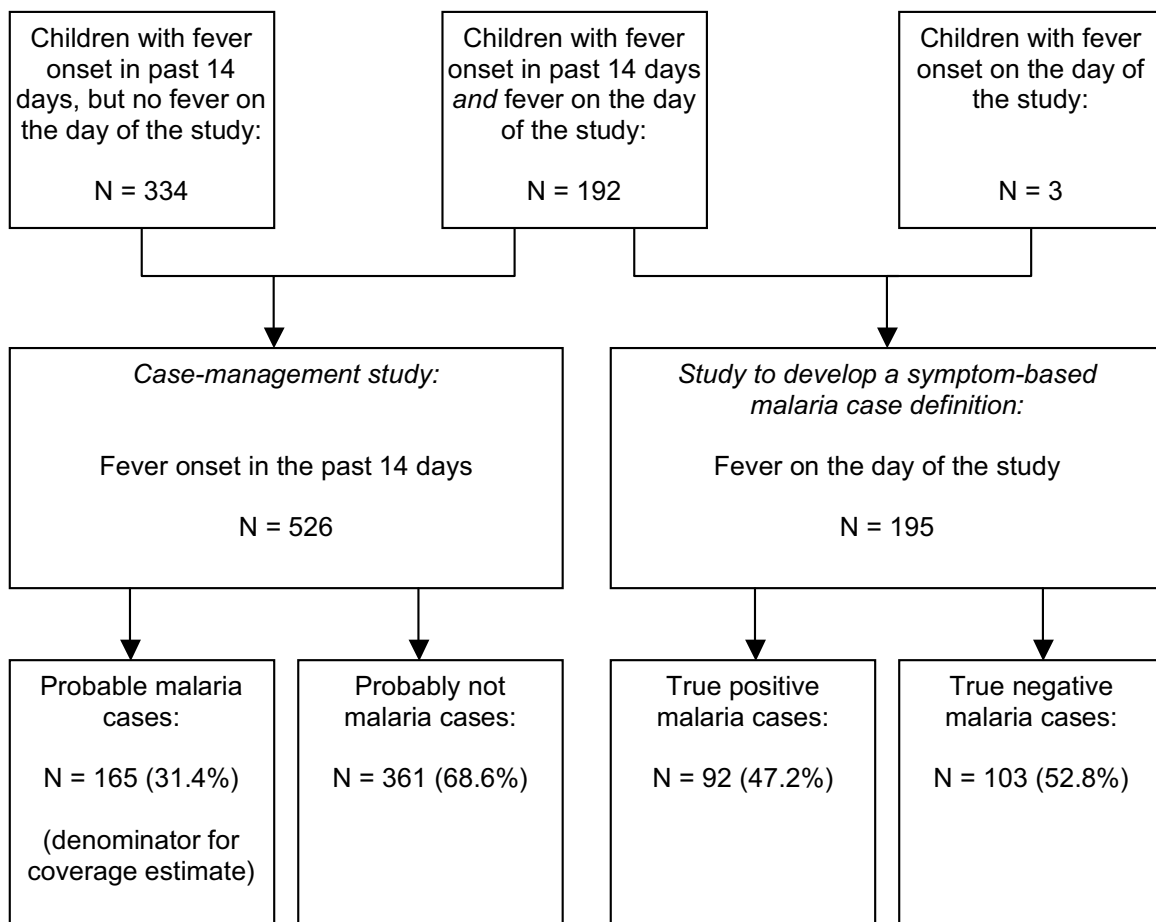 Children with fever
onset in past 14
days, but no fever on
the day of the study:
N = 334
Children with fever
onset in past 14 days
and fever on the day
of the study:
N = 192
Children with fever
onset on the day of
the study:
N = 3
Case-management study:
Fever onset in the past 14 days
N = 526
Study to develop a symptom-based
malaria case definition:
Fever on the day of the study
N = 195
Probable malaria
cases:
N = 165 (31.4%)
(denominator for
coverage estimate)
Probably not
malaria cases:
N = 361 (68.6%)
True positive
malaria cases:
N = 92 (47.2%)
True negative
malaria cases:
N = 103 (52.8%)